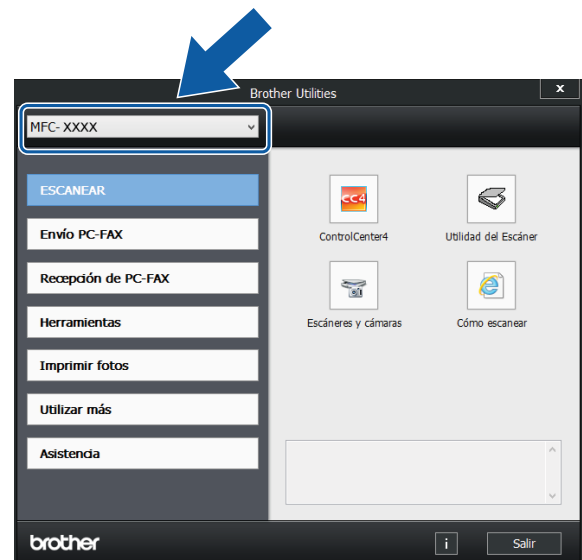 Brother Utilities
x
MFC- XXXX
ESCANEAR
Envío PC-FAX
Recepción de PC-FAX
Herramientas
Imprimir fotos
Utilizar más
Asistencia
CC4
ControlCenter4
Utilidad del Escáner
Escáneres y cámaras
Cómo escanear
brother
i
Salir